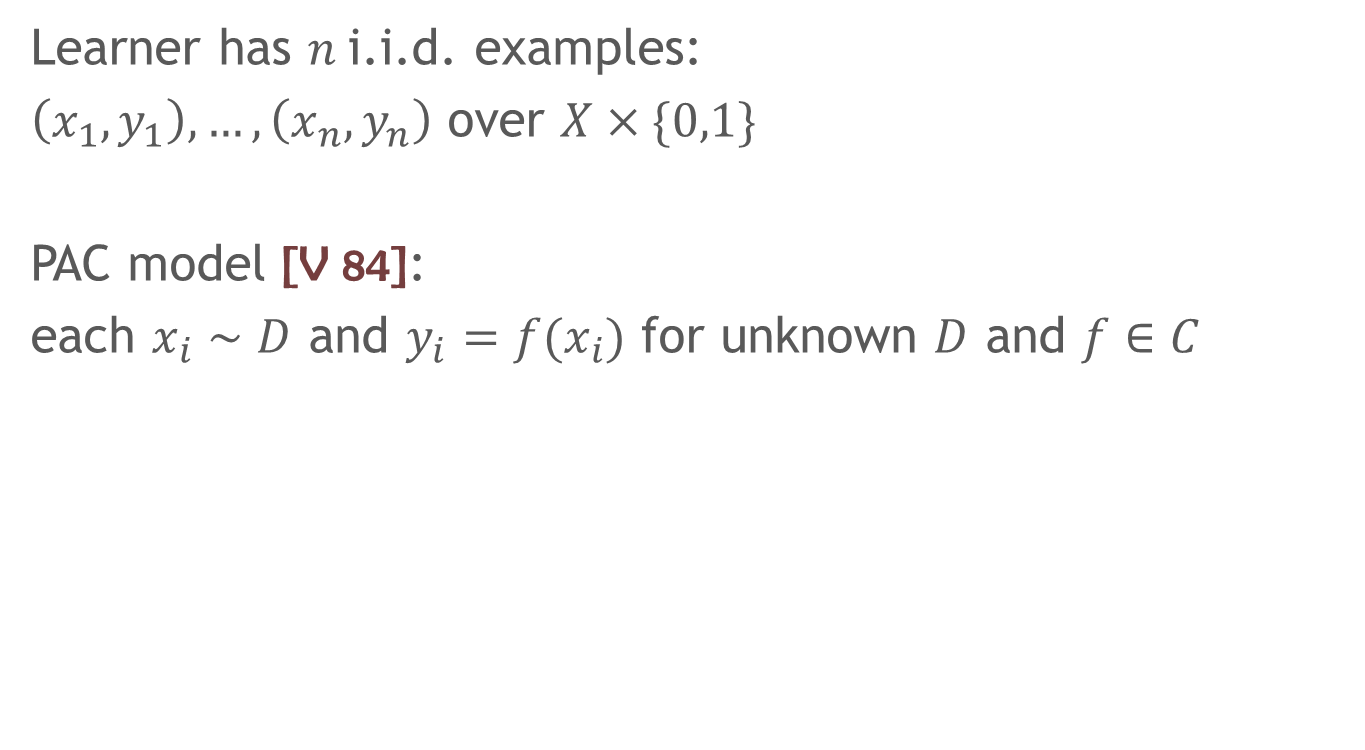 Learner has n i.i.d. examples:
(x₁, y₁), … , (xₙ, yₙ) over X × {0,1}
PAC model [V 84]:
each xᵢ ~ D and yᵢ = f(xᵢ) for unknown D and f ∈ C